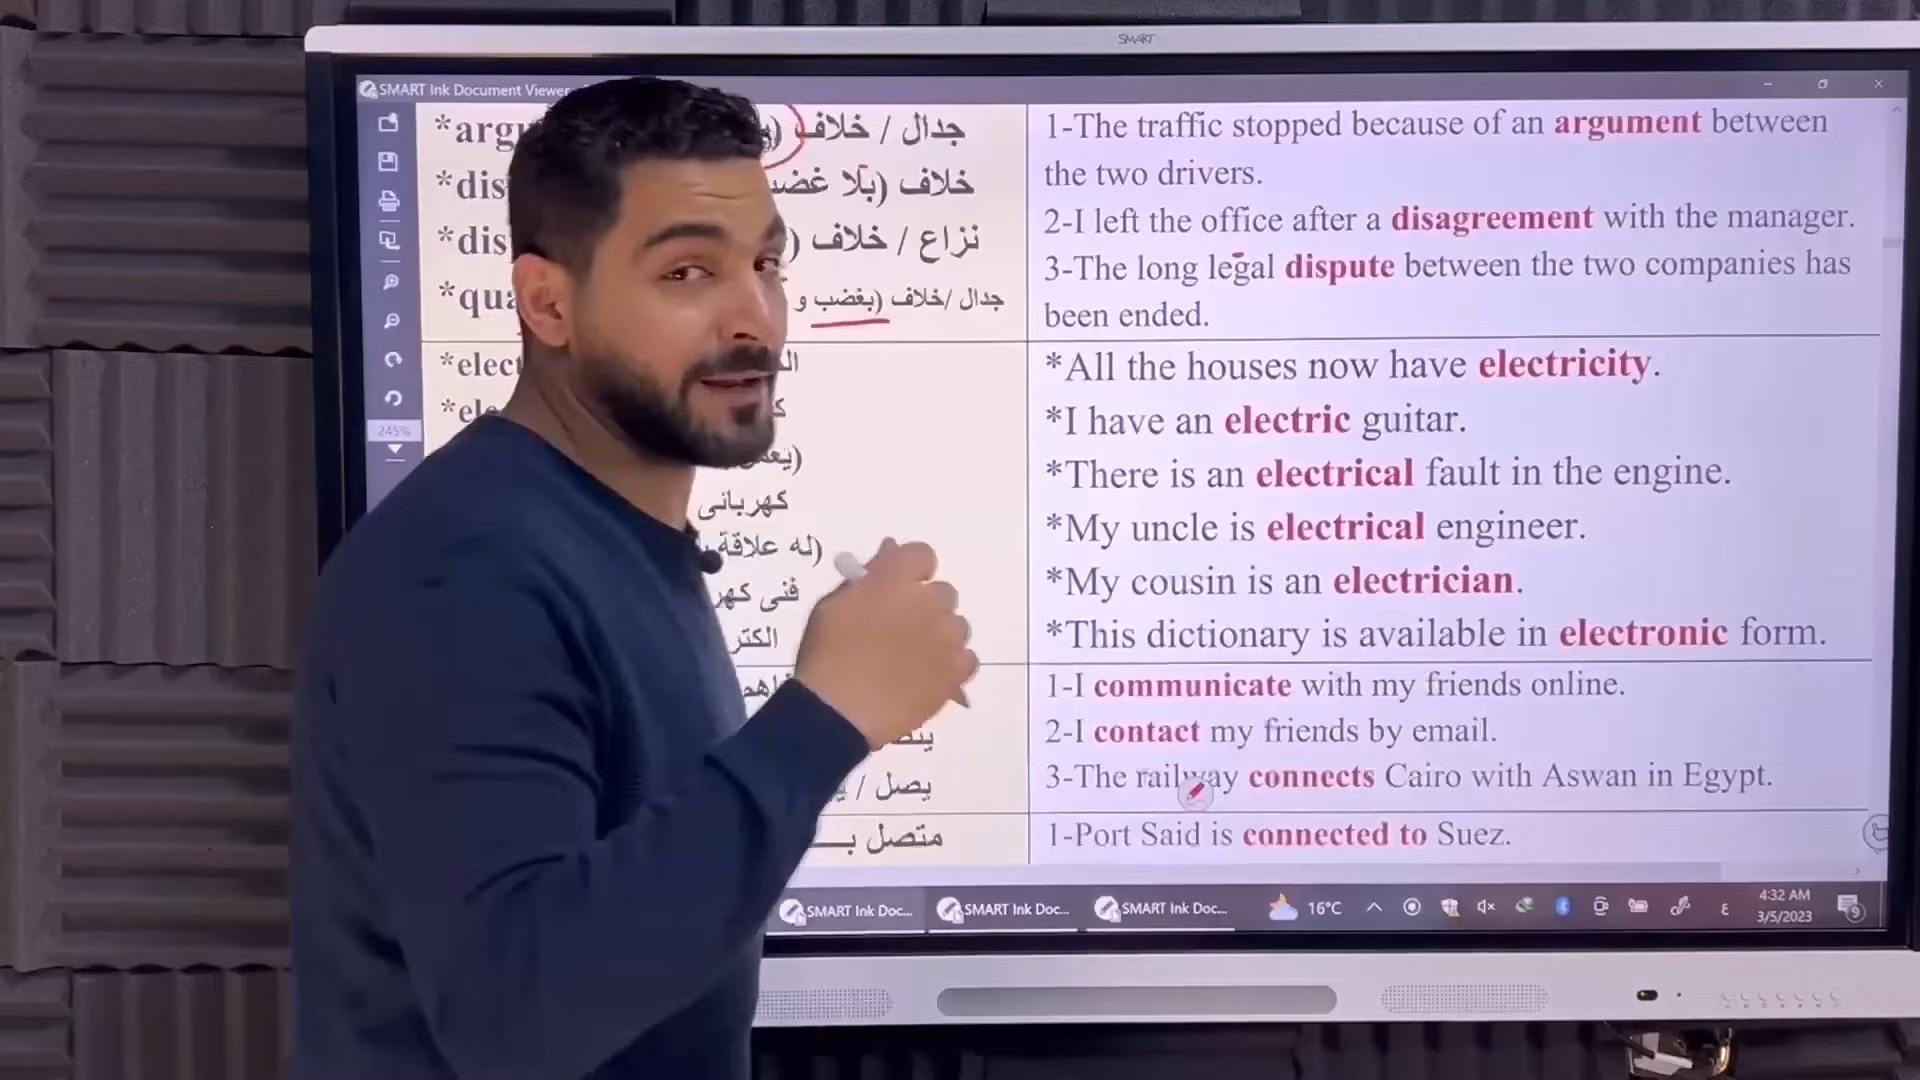 SMART
SMART Ink Document Viewer
جدال / خلاف
1-The traffic stopped because of an argument between
the two drivers.
خلاف (بلا
2-I left the office after a disagreement with the manager.
نزاع / خلاف
3-The long legal dispute between the two companies has
been ended.
جدال /خلاف (بغضب و
*All the houses now have electricity.
*I have an electric guitar.
*There is an electrical fault in the engine.
كهربائى
*My uncle is electrical engineer.
(له علاقة
*My cousin is an electrician.
فنى
*This dictionary is available in electronic form.
1-I communicate with my friends online.
2-I contact my friends by email.
3-The railway connects Cairo with Aswan in Egypt.
يصل /
متصل بـــ
1-Port Said is connected to Suez.
245%
SMART Ink Doc... SMART Ink Doc... SMART Ink Doc... 16°C ع 4:32 AM
3/5/2023 9